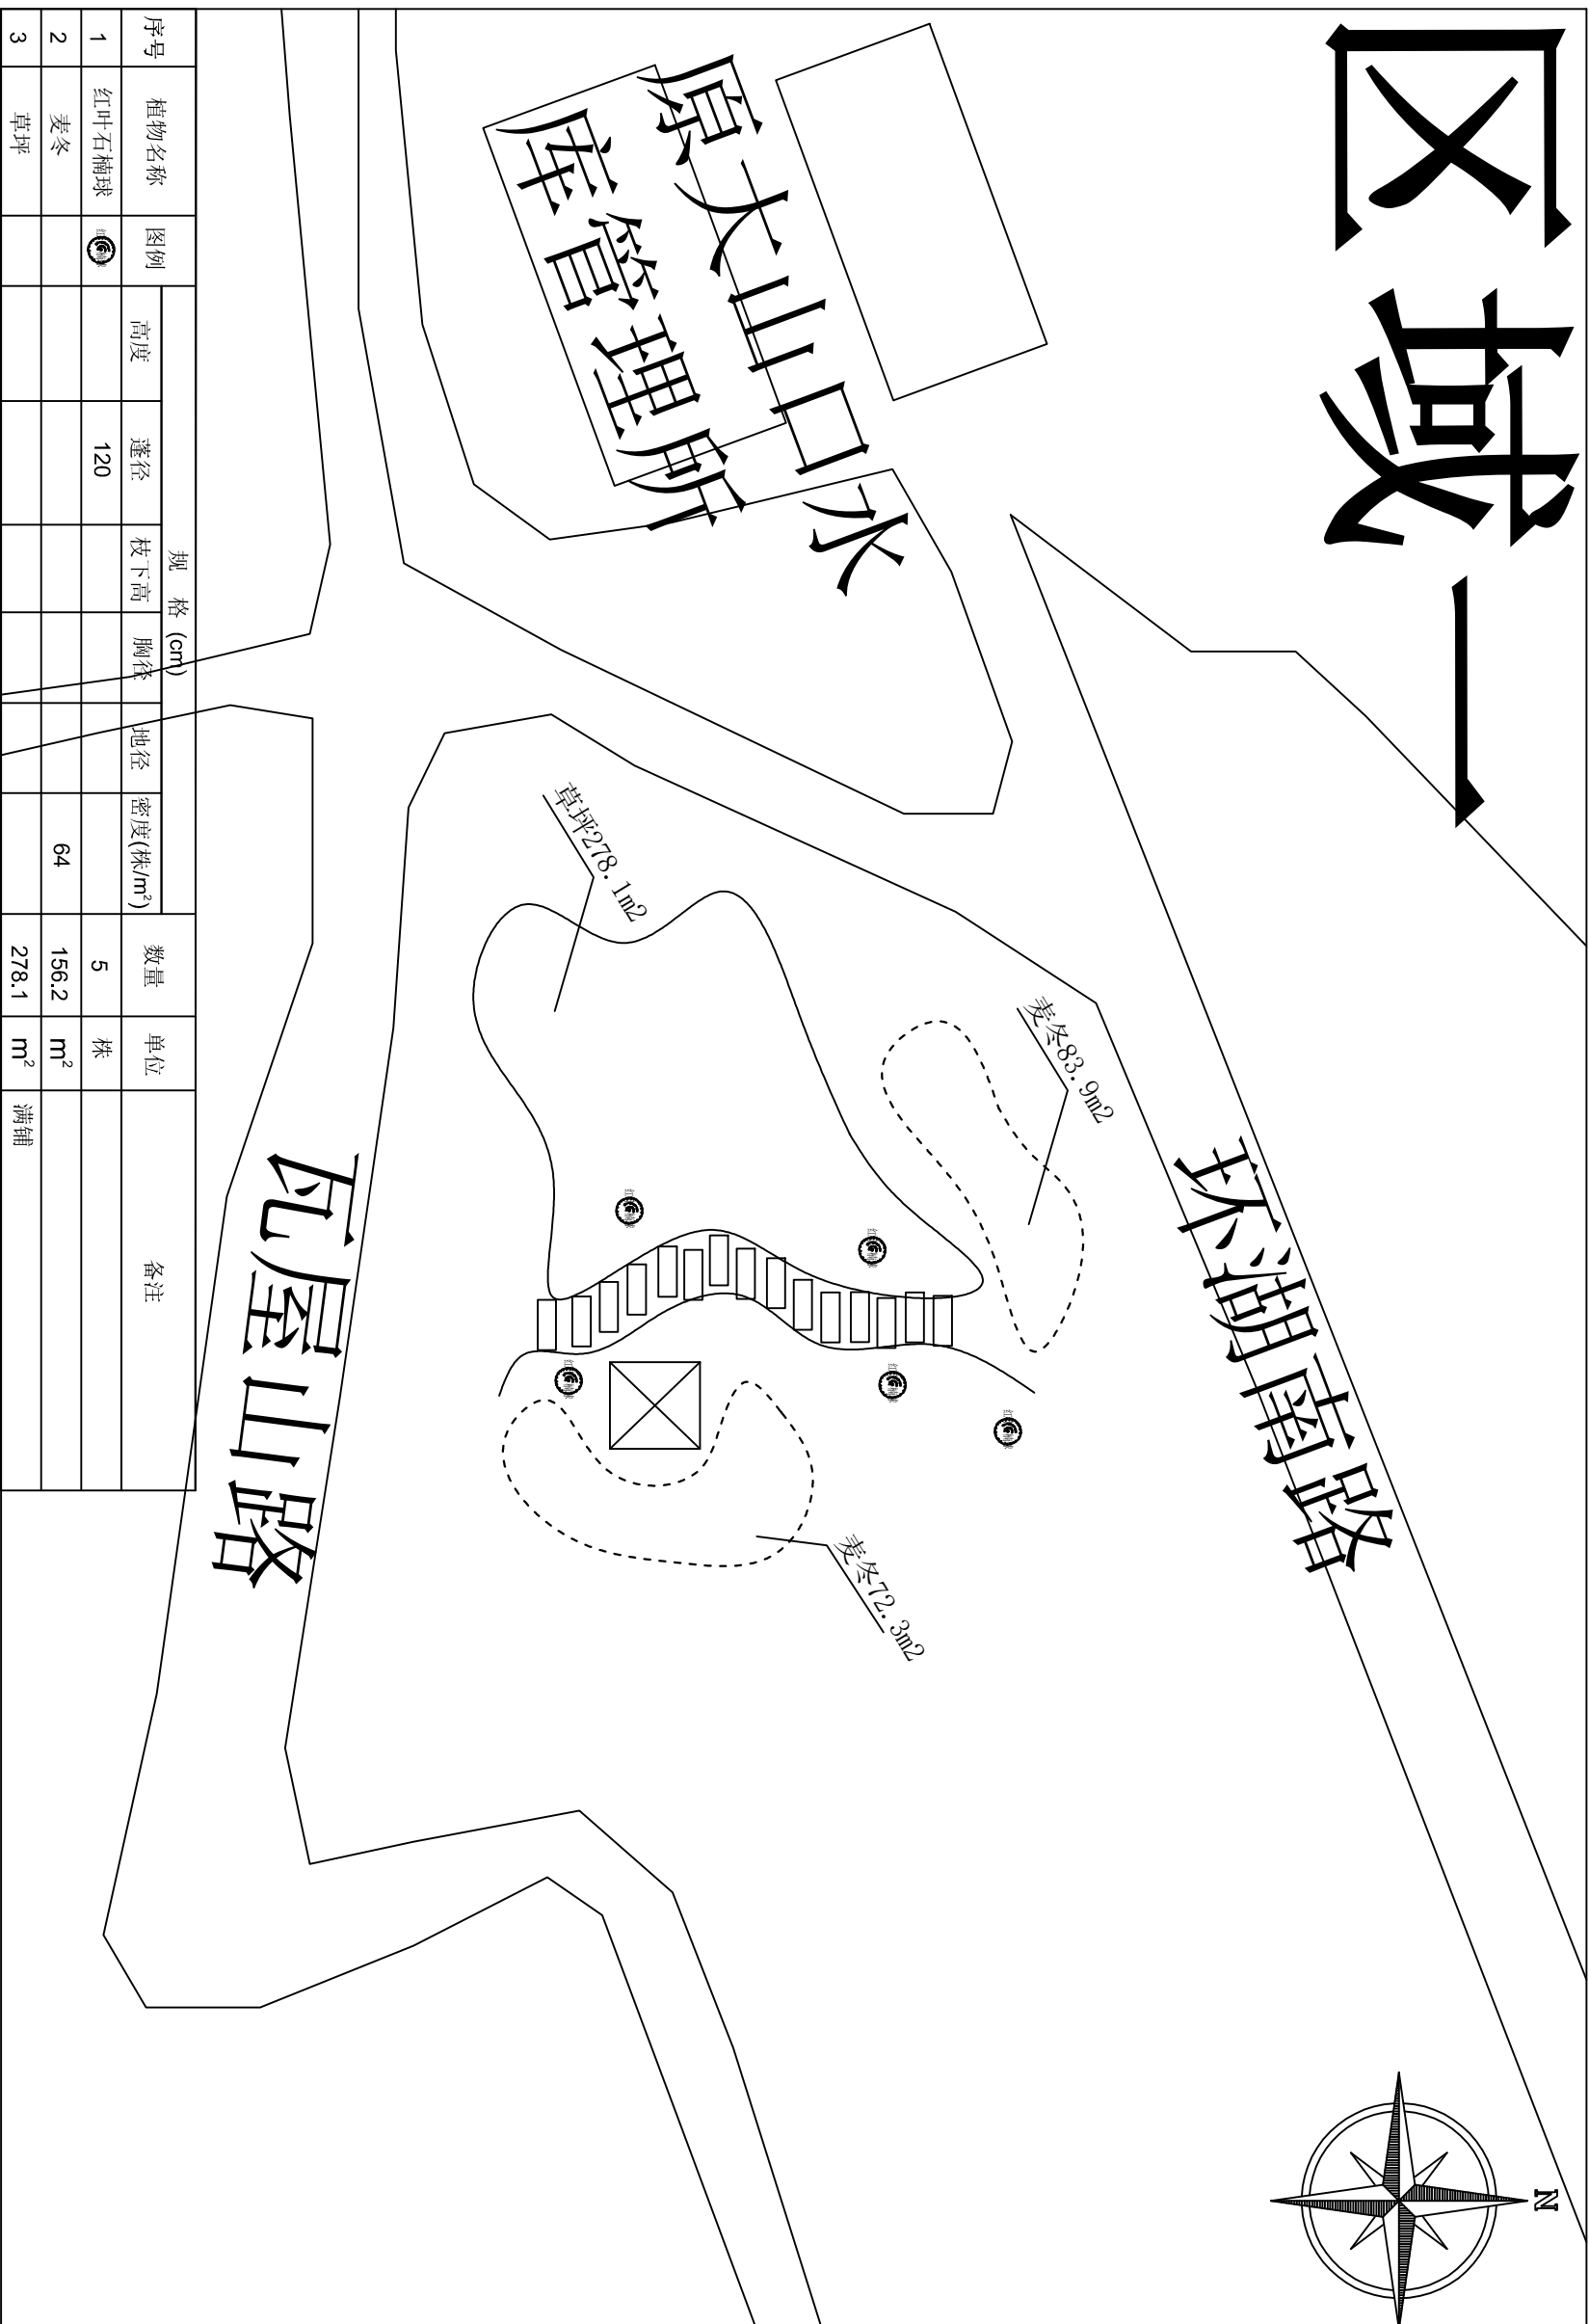 区域一
N
原大山口水
库管理所
环湖南路
麦冬83.9m2
草坪278.1m2
麦冬72.3m2
瓦屋山路
序号 植物名称 图例 规 格 (cm) 数量 单位 备注
高度 蓬径 枝下高 胸径 地径 密度(株/m²)
1 红叶石楠球 120 5 株
2 麦冬 64 156.2 m²
3 草坪 278.1 m² 满铺